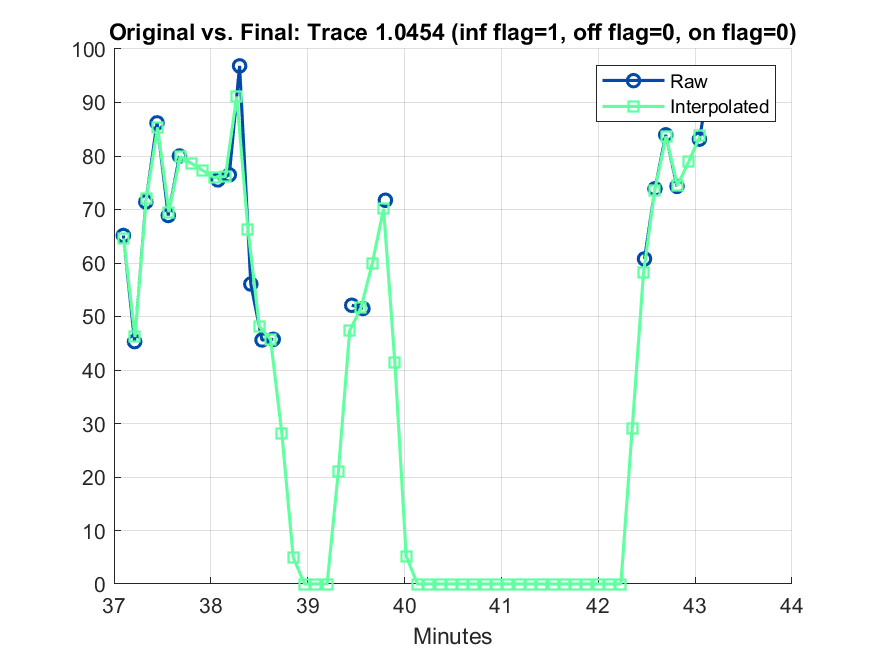 Original vs. Final: Trace 1.0454 (inf flag=1, off flag=0, on flag=0)
100
90
80
70
60
50
40
30
20
10
0
Raw
Interpolated
37 38 39 40 41 42 43 44
Minutes